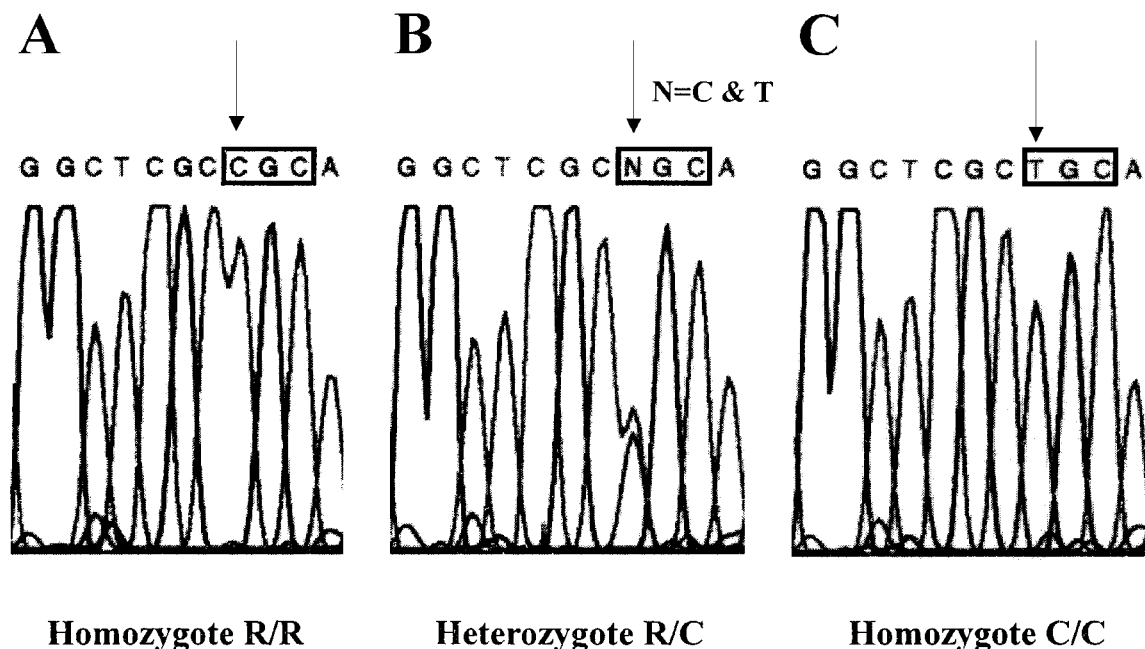 A
B
C
N=C & T
G G C T C G C C G C A
G G C T C G C N G C A
G G C T C G C T G C A
Homozygote R/R
Heterozygote R/C
Homozygote C/C